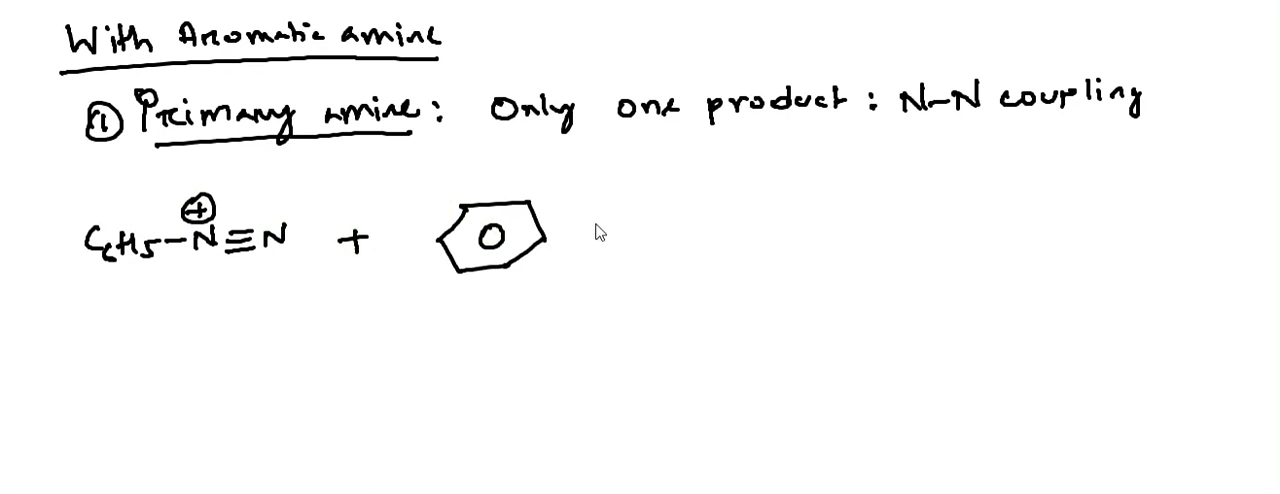 With Aromatic amine
① Primary amine : Only one product : N-N coupling
C6H5-N≡N +
⊕